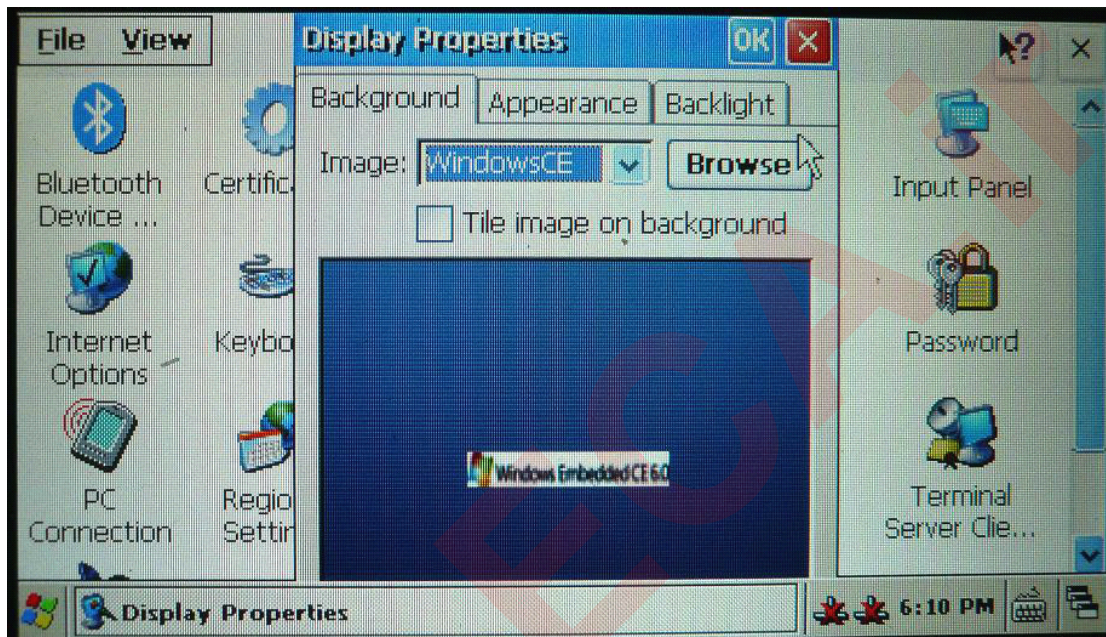 File View
Display Properties OK
?
Background Appearance Backlight
Image: WindowsCE Browse
Tile image on background
Bluetooth
Device ...
Certific
Input Panel
Internet
Options
Keybo
Password
Windows Embedded CE 6.0
PC
Connection
Regio
Settin
Terminal
Server Clie...
Display Properties
6:10 PM